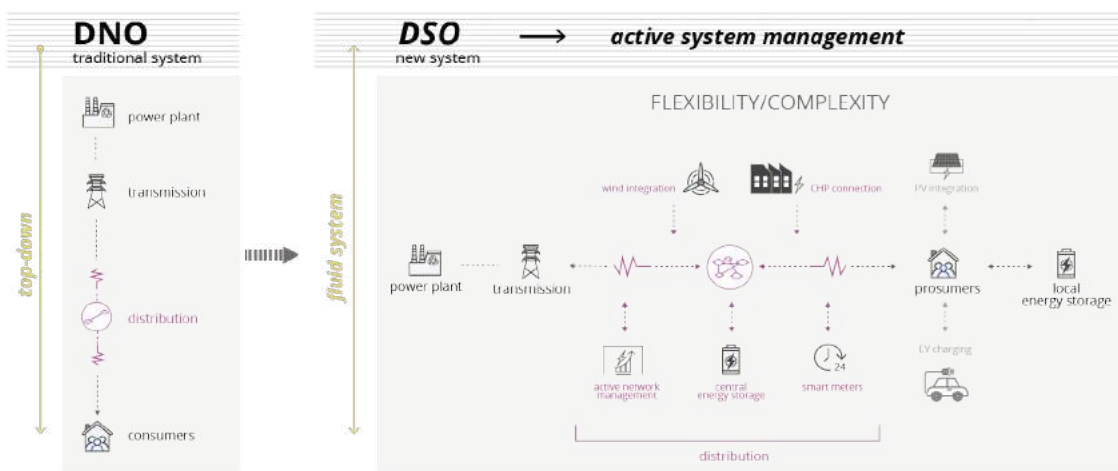 DNO
traditional system
DSO
new system
active system management
top-down
power plant
transmission
distribution
consumers
fluid system
FLEXIBILITY/COMPLEXITY
wind integration
CHP connection
PV integration
power plant
transmission
prosumers
local
energy storage
active network
management
central
energy storage
24
smart meters
EV charging
distribution